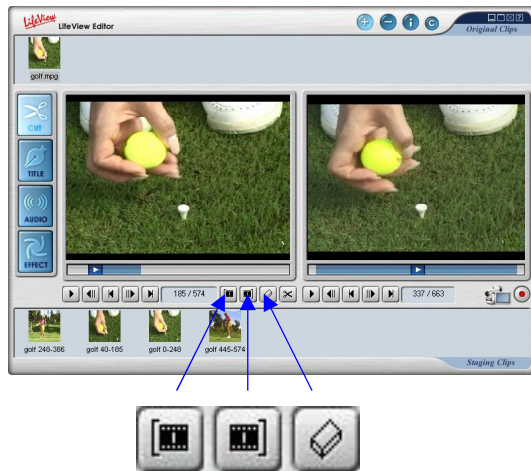 LifeView LifeView Editor
Original Clips
golf.mpg
CUT
TITLE
AUDIO
EFFECT
185 / 574
337 / 663
golf 248-386 golf 40-185 golf 0-248 golf 445-574
Staging Clips